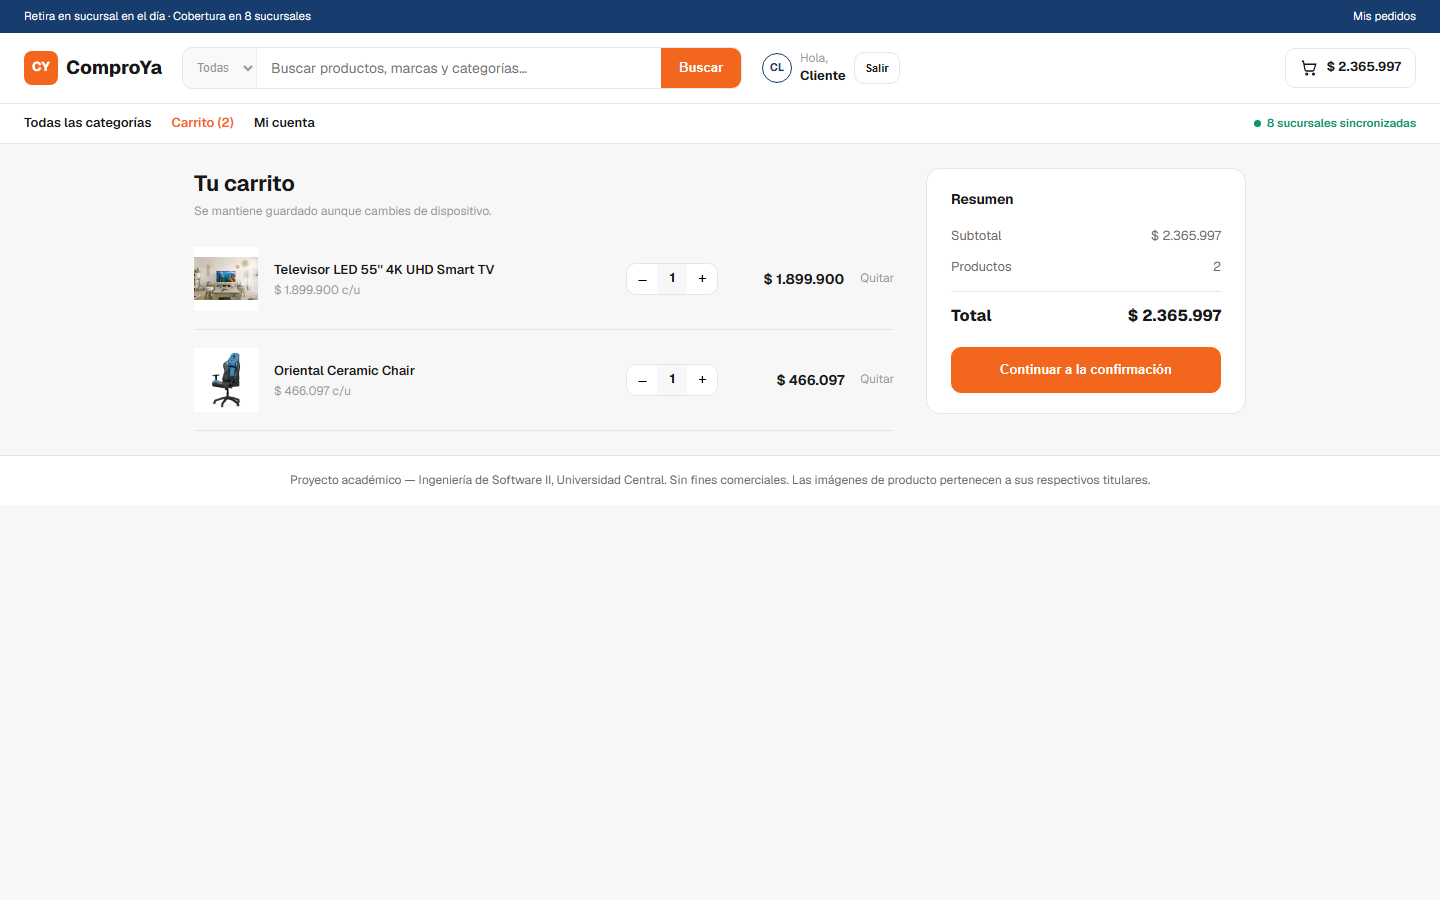 Retira en sucursal en el día · Cobertura en 8 sucursales
Mis pedidos
CY ComproYa
Todas
Buscar productos, marcas y categorías...
Buscar
CL
Hola,
Cliente
Salir
$ 2.365.997
Todas las categorías
Carrito (2)
Mi cuenta
8 sucursales sincronizadas
Tu carrito
Se mantiene guardado aunque cambies de dispositivo.
Televisor LED 55" 4K UHD Smart TV
$ 1.899.900 c/u
– 1 +
$ 1.899.900
Quitar
Oriental Ceramic Chair
$ 466.097 c/u
– 1 +
$ 466.097
Quitar
Resumen
Subtotal $ 2.365.997
Productos 2
Total $ 2.365.997
Continuar a la confirmación
Proyecto académico — Ingeniería de Software II, Universidad Central. Sin fines comerciales. Las imágenes de producto pertenecen a sus respectivos titulares.